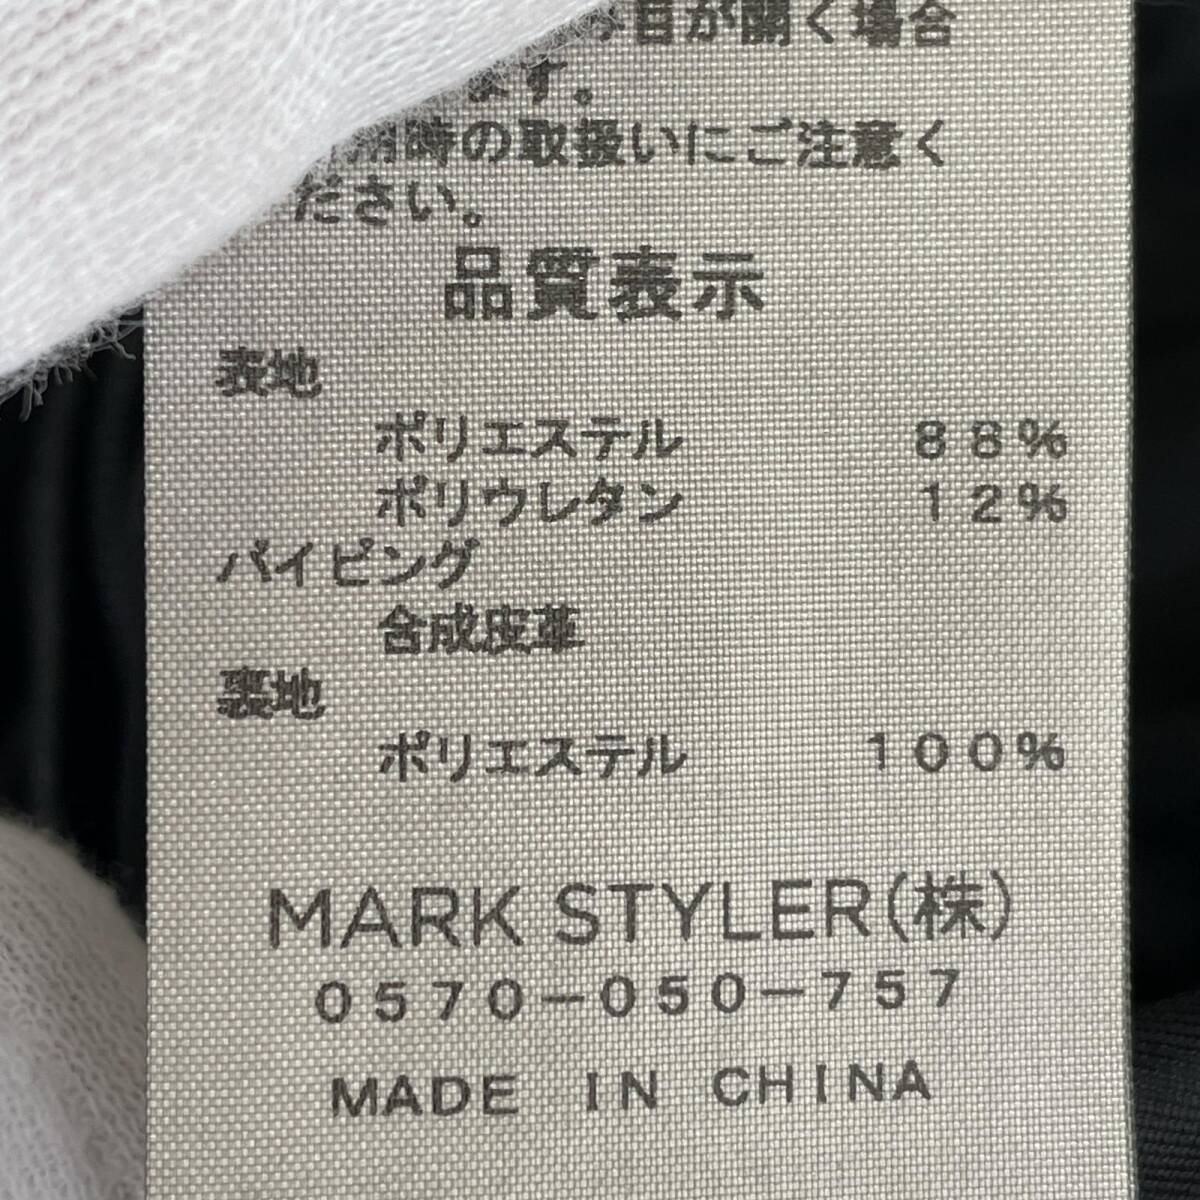 目が開く場合
ます。
用時の取扱いにご注意く
ださい。
品質表示
表地
ポリエステル 88%
ポリウレタン 12%
パイピング
合成皮革
裏地
ポリエステル 100%
MARK STYLER(株)
0570-050-757
MADE IN CHINA